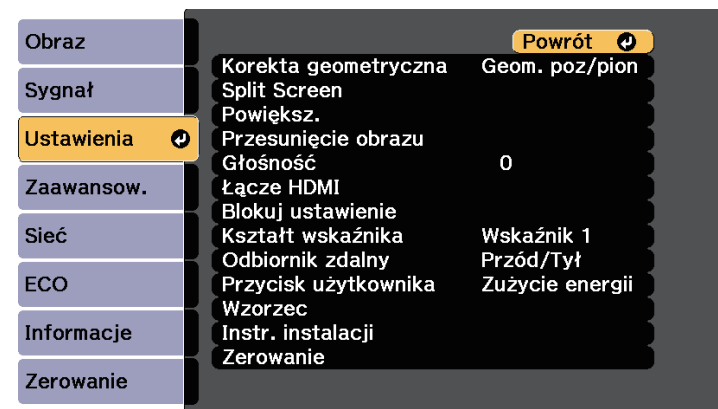 Obraz
Sygnał
Ustawienia
Zaawansow.
Sieć
ECO
Informacje
Zerowanie
Powrót
Korekta geometryczna Geom. poz/pion
Split Screen
Powiększ.
Przesunięcie obrazu
Głośność 0
Łącze HDMI
Blokuj ustawienie
Kształt wskaźnika Wskaźnik 1
Odbiornik zdalny Przód/Tył
Przycisk użytkownika Zużycie energii
Wzorzec
Instr. instalacji
Zerowanie